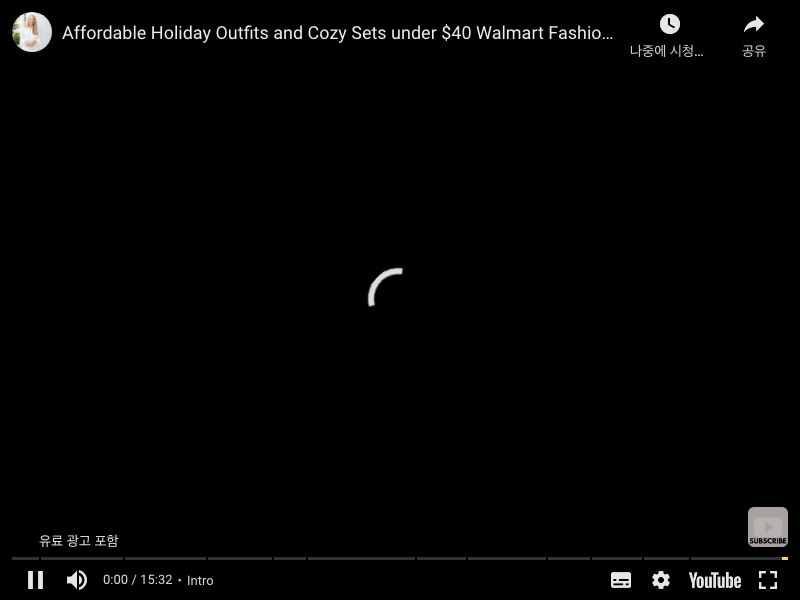 Affordable Holiday Outfits and Cozy Sets under $40 Walmart Fashio...
나중에 시청...
공유
SUBSCRIBE
유료 광고 포함
0:00 / 15:32 • Intro
YouTube